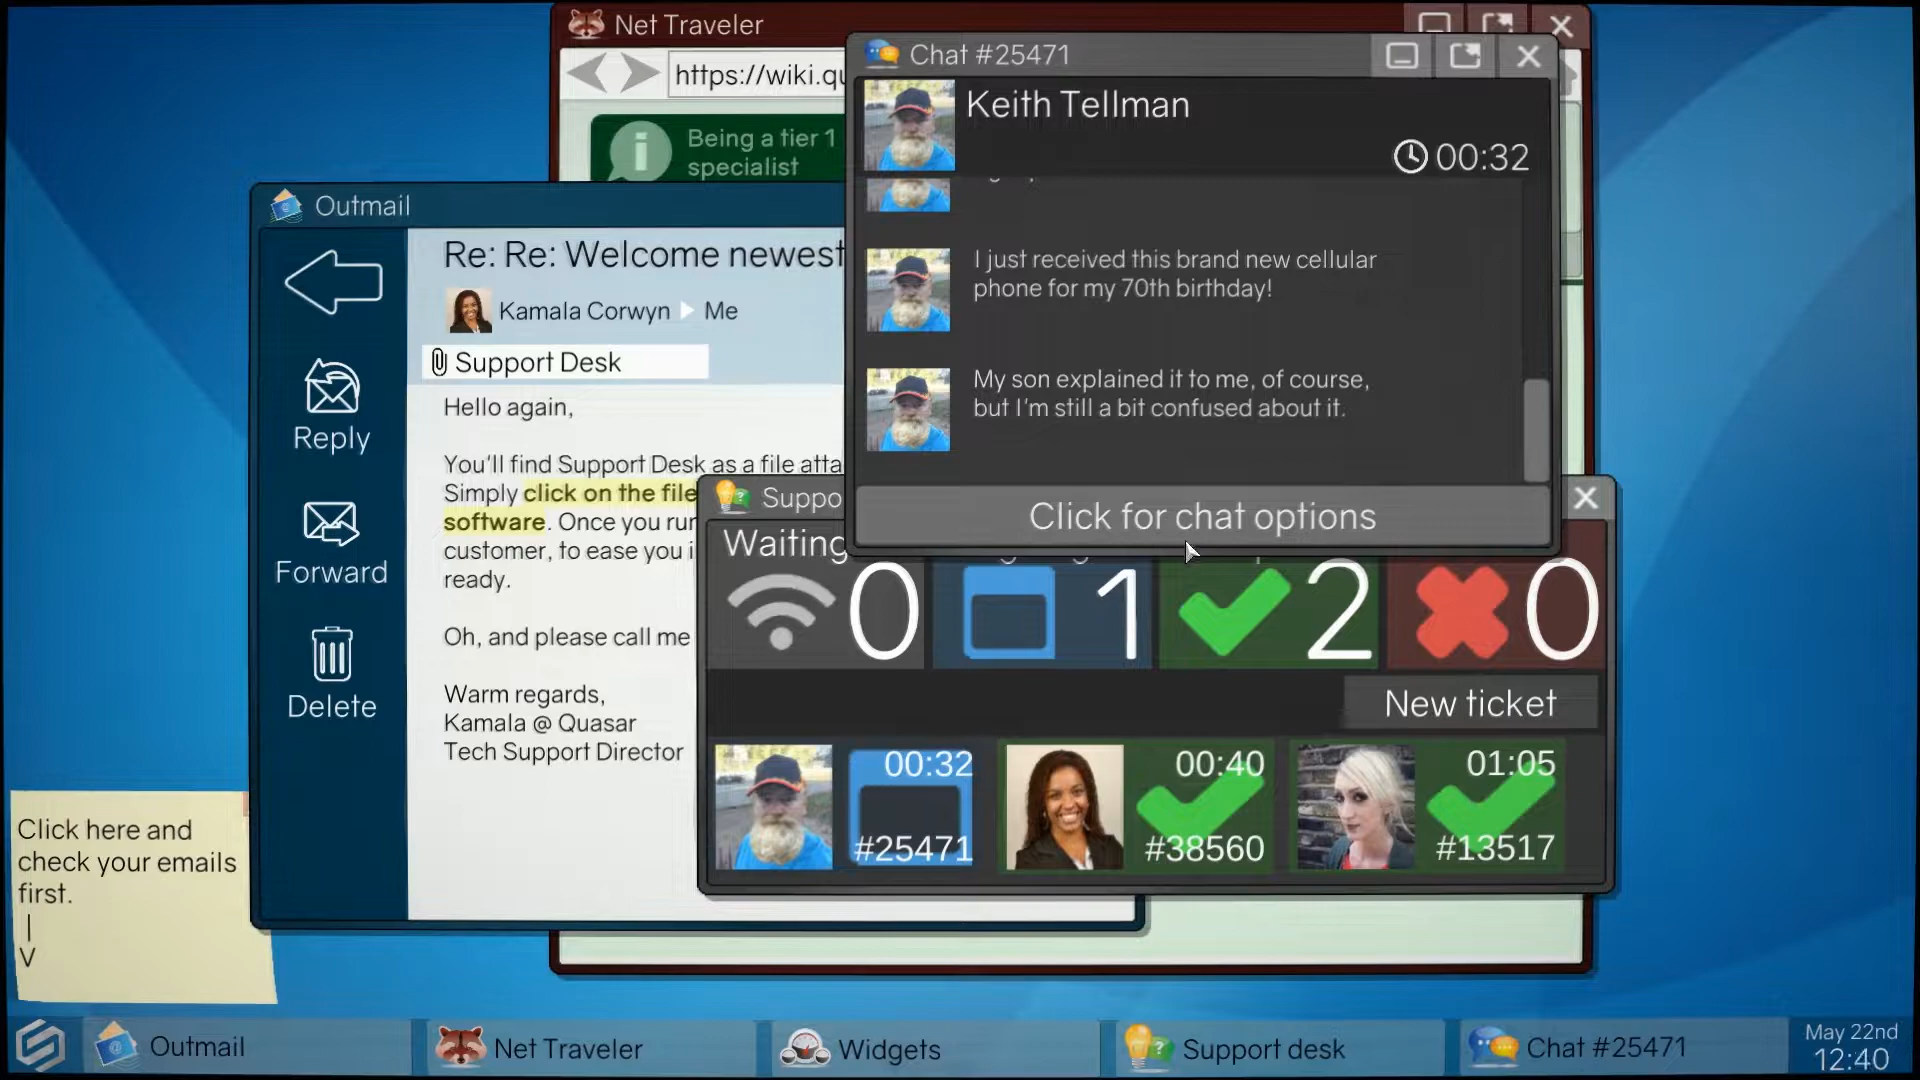 Net Traveler
https://wiki.qu
Being a tier 1
specialist
Chat #25471
Keith Tellman
00:32
I just received this brand new cellular
phone for my 70th birthday!
My son explained it to me, of course,
but I'm still a bit confused about it.
Click for chat options
Outmail
Reply
Forward
Delete
Re: Re: Welcome newest
Kamala Corwyn Me
Support Desk
Hello again,
You'll find Support Desk as a file atta
Simply click on the file
software. Once you run
customer, to ease you i
ready.
Oh, and please call me
Warm regards,
Kamala @ Quasar
Tech Support Director
Suppo
Waiting
0 1 2 0
New ticket
00:32 #25471
00:40 #38560
01:05 #13517
Click here and
check your emails
first.
|
V
Outmail
Net Traveler
Widgets
Support desk
Chat #25471
May 22nd
12:40